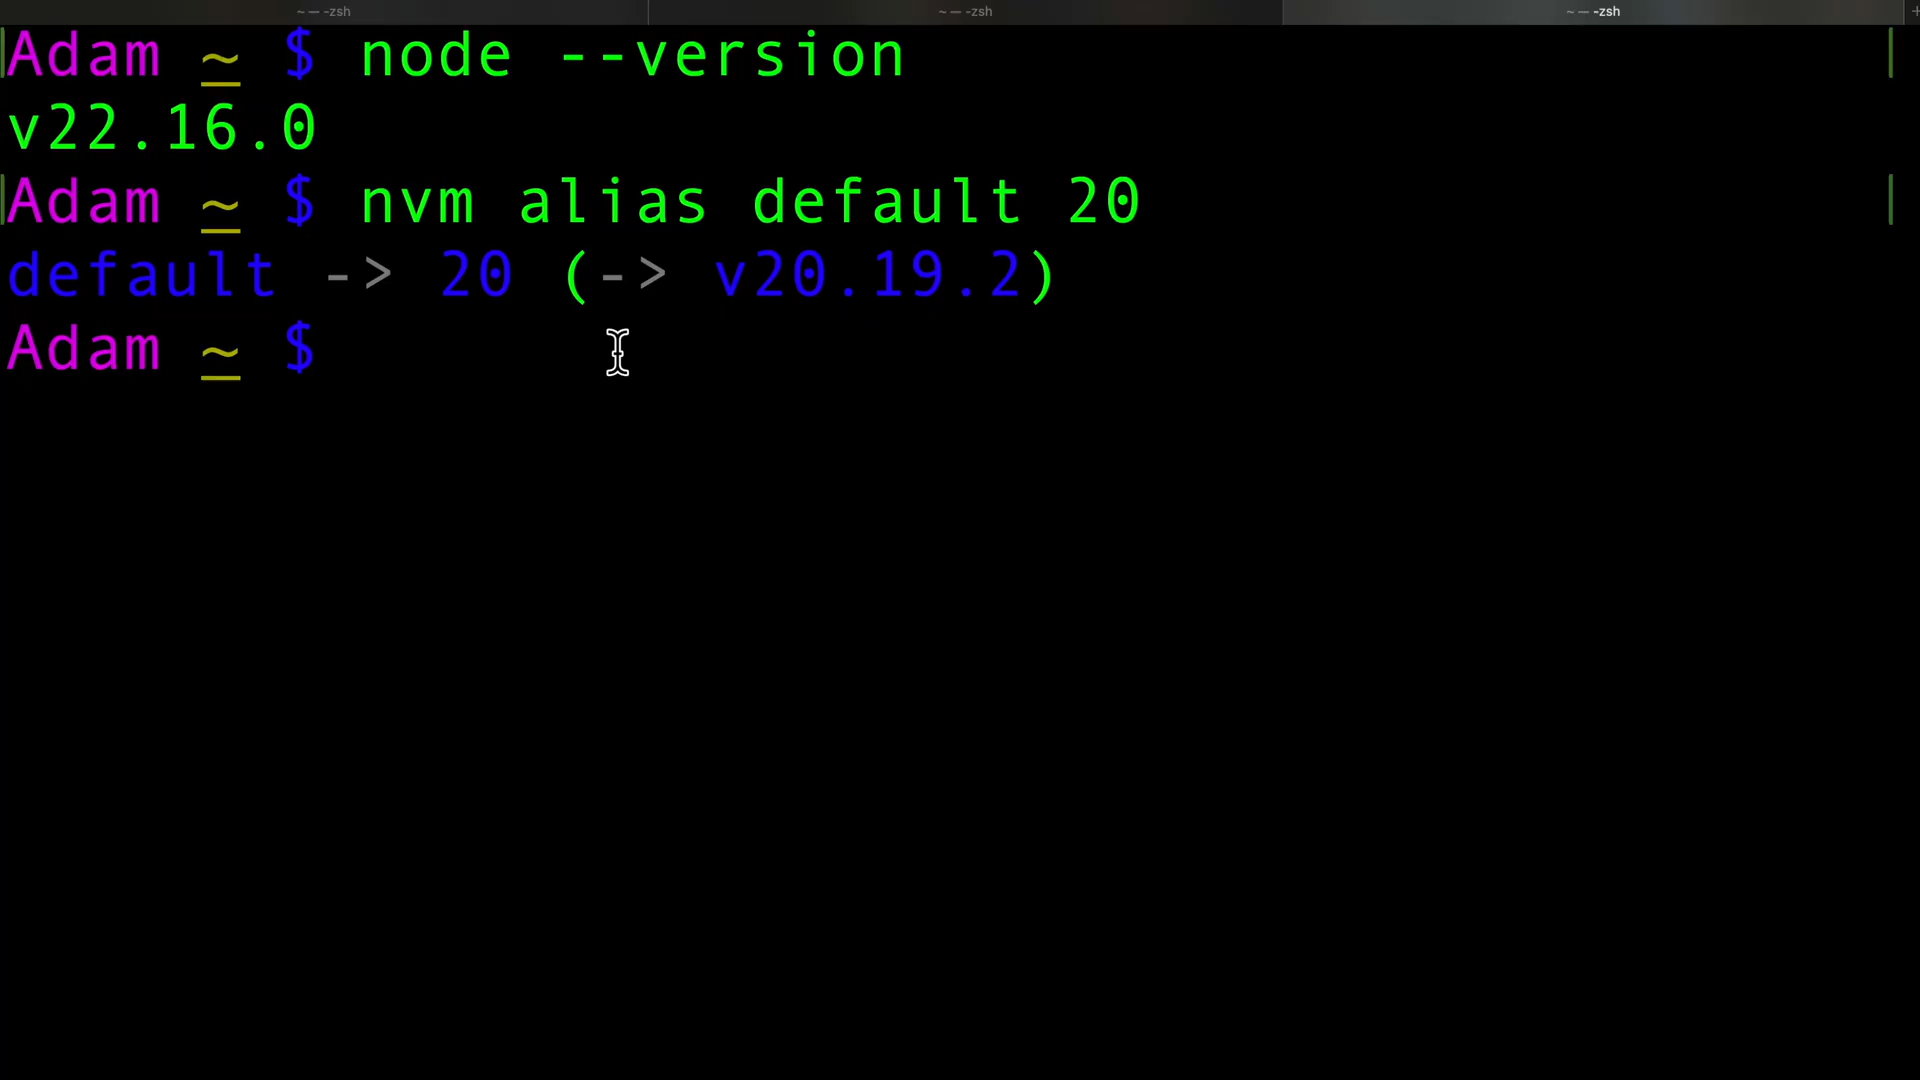 ~ — -zsh ~ — -zsh ~ — -zsh +
Adam ~ $ node --version
v22.16.0
Adam ~ $ nvm alias default 20
default -> 20 (-> v20.19.2)
Adam ~ $